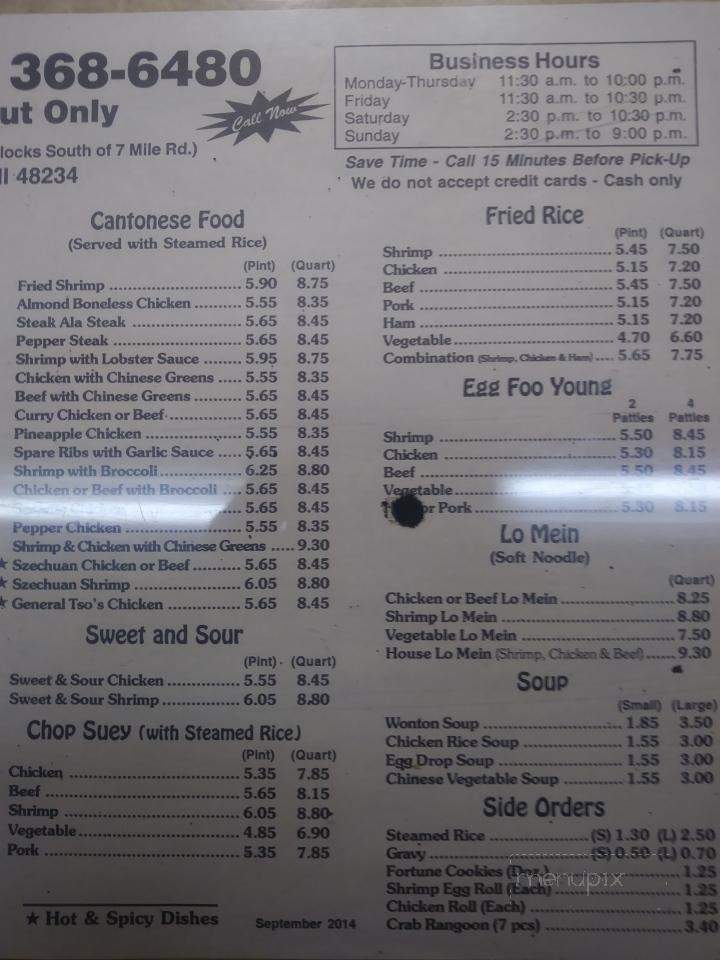 368-6480
ut Only
Call Now
locks South of 7 Mile Rd.)
48234
Business Hours
Monday-Thursday 11:30 a.m. to 10:00 p.m.
Friday 11:30 a.m. to 10:30 p.m.
Saturday 2:30 p.m. to 10:30 p.m.
Sunday 2:30 p.m. to 9:00 p.m.
Save Time - Call 15 Minutes Before Pick-Up
We do not accept credit cards - Cash only
Cantonese Food
(Served with Steamed Rice)
(Pint) (Quart)
Fried Shrimp 5.90 8.75
Almond Boneless Chicken 5.55 8.35
Steak Ala Steak 5.65 8.45
Pepper Steak 5.65 8.45
Shrimp with Lobster Sauce 5.95 8.75
Chicken with Chinese Greens 5.55 8.35
Beef with Chinese Greens 5.65 8.45
Curry Chicken or Beef 5.65 8.45
Pineapple Chicken 5.55 8.35
Spare Ribs with Garlic Sauce 5.65 8.45
Shrimp with Broccoli 6.25 8.80
Chicken or Beef with Broccoli 5.65 8.45
5.65 8.45
Pepper Chicken 5.55 8.35
Shrimp & Chicken with Chinese Greens 9.30
★ Szechuan Chicken or Beef 5.65 8.45
★ Szechuan Shrimp 6.05 8.80
★ General Tso's Chicken 5.65 8.45
Sweet and Sour
(Pint) (Quart)
Sweet & Sour Chicken 5.55 8.45
Sweet & Sour Shrimp 6.05 8.80
Chop Suey (with Steamed Rice)
(Pint) (Quart)
Chicken 5.35 7.85
Beef 5.65 8.15
Shrimp 6.05 8.80
Vegetable 4.85 6.90
Pork 5.35 7.85
★ Hot & Spicy Dishes
September 2014
Fried Rice
(Pint) (Quart)
Shrimp 5.45 7.50
Chicken 5.15 7.20
Beef 5.45 7.50
Pork 5.15 7.20
Ham 5.15 7.20
Vegetable 4.70 6.60
Combination (Shrimp, Chicken & Ham) 5.65 7.75
Egg Foo Young
2 4
Patties Patties
Shrimp 5.50 8.45
Chicken 5.30 8.15
Beef 5.50 8.45
Vegetable
or Pork 5.30 8.15
Lo Mein
(Soft Noodle)
(Quart)
Chicken or Beef Lo Mein 8.25
Shrimp Lo Mein 8.80
Vegetable Lo Mein 7.50
House Lo Mein (Shrimp, Chicken & Beef) 9.30
Soup
(Small) (Large)
Wonton Soup 1.85 3.50
Chicken Rice Soup 1.55 3.00
Egg Drop Soup 1.55 3.00
Chinese Vegetable Soup 1.55 3.00
Side Orders
Steamed Rice (S) 1.30 (L) 2.50
Gravy (S) 0.50 (L) 0.70
Fortune Cookies (Doz.) 1.25
Shrimp Egg Roll (Each) 1.25
Chicken Roll (Each) 1.25
Crab Rangoon (7 pcs) 3.40
menupix